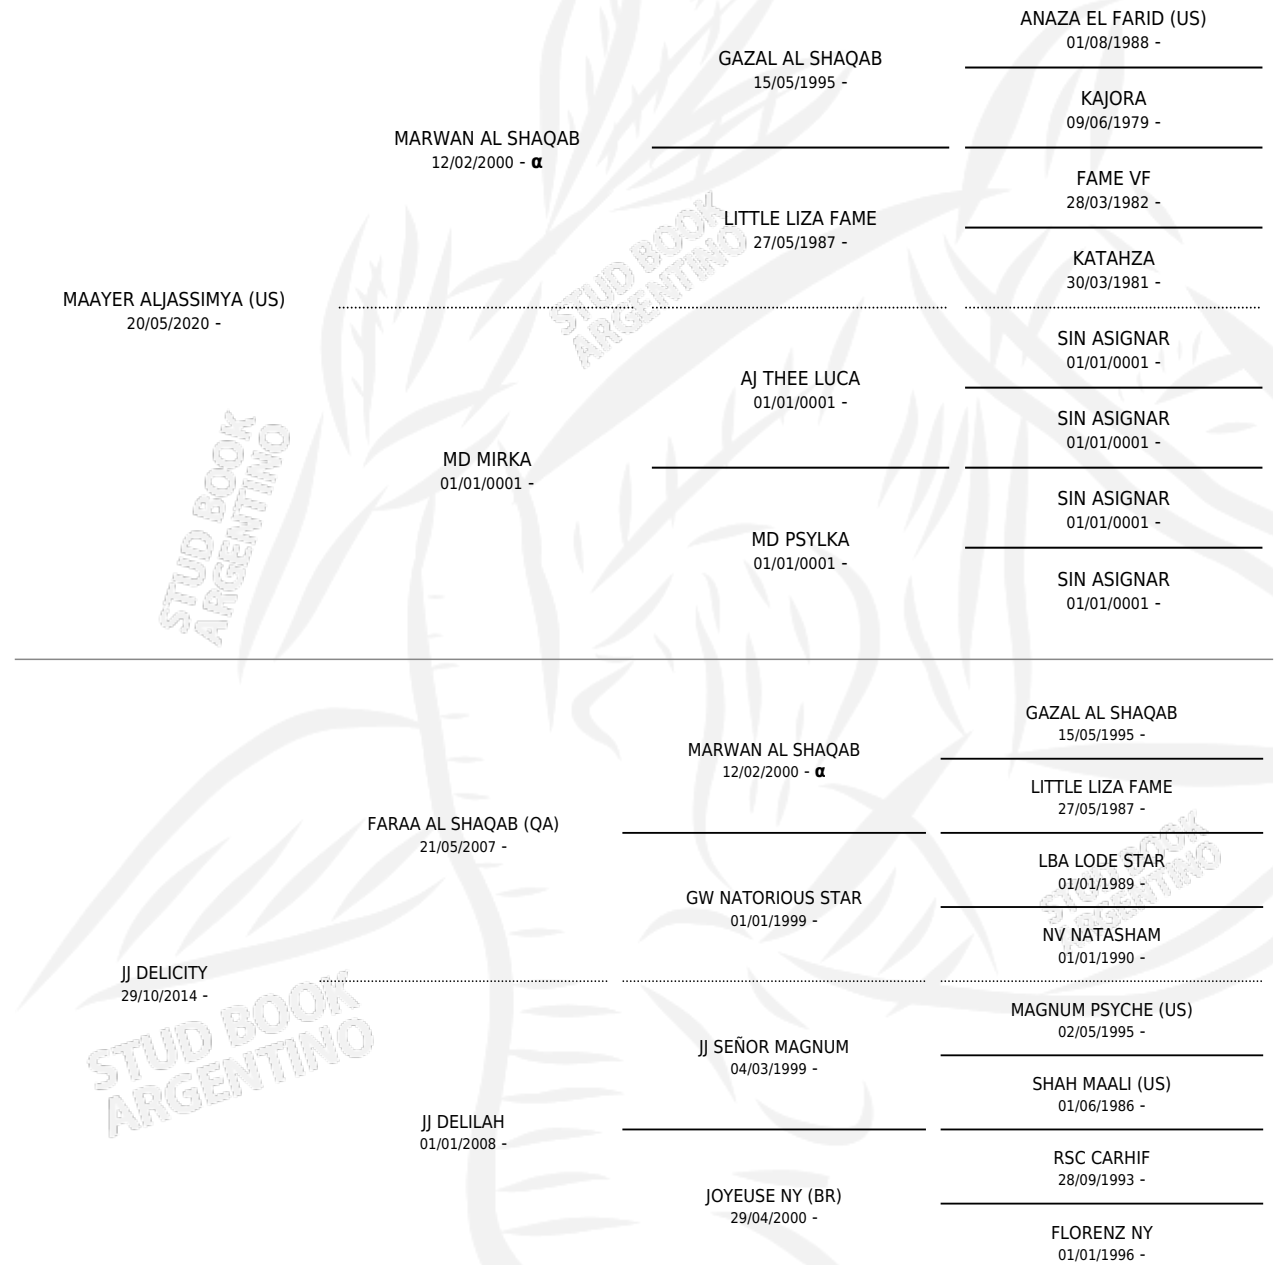 ANAZA EL FARID (US)
01/08/1988 -
GAZAL AL SHAQAB
15/05/1995 -
KAJORA
09/06/1979 -
MARWAN AL SHAQAB
12/02/2000 - α
FAME VF
28/03/1982 -
LITTLE LIZA FAME
27/05/1987 -
KATAHZA
30/03/1981 -
MAAYER ALJASSIMYA (US)
20/05/2020 -
STUD BOOK
ARGENTINO
SIN ASIGNAR
01/01/0001 -
AJ THEE LUCA
01/01/0001 -
SIN ASIGNAR
01/01/0001 -
MD MIRKA
01/01/0001 -
SIN ASIGNAR
01/01/0001 -
MD PSYLKA
01/01/0001 -
SIN ASIGNAR
01/01/0001 -
STUD BOOK
ARGENTINO
GAZAL AL SHAQAB
15/05/1995 -
MARWAN AL SHAQAB
12/02/2000 - α
LITTLE LIZA FAME
27/05/1987 -
FARAA AL SHAQAB (QA)
21/05/2007 -
LBA LODE STAR
01/01/1989 -
GW NATORIOUS STAR
01/01/1999 -
NV NATASHAM
01/01/1990 -
STUD BOOK
ARGENTINO
JJ DELICITY
29/10/2014 -
MAGNUM PSYCHE (US)
02/05/1995 -
JJ SEÑOR MAGNUM
04/03/1999 -
SHAH MAALI (US)
01/06/1986 -
JJ DELILAH
01/01/2008 -
RSC CARHIF
28/09/1993 -
JOYEUSE NY (BR)
29/04/2000 -
FLORENZ NY
01/01/1996 -
STUD BOOK
ARGENTINO